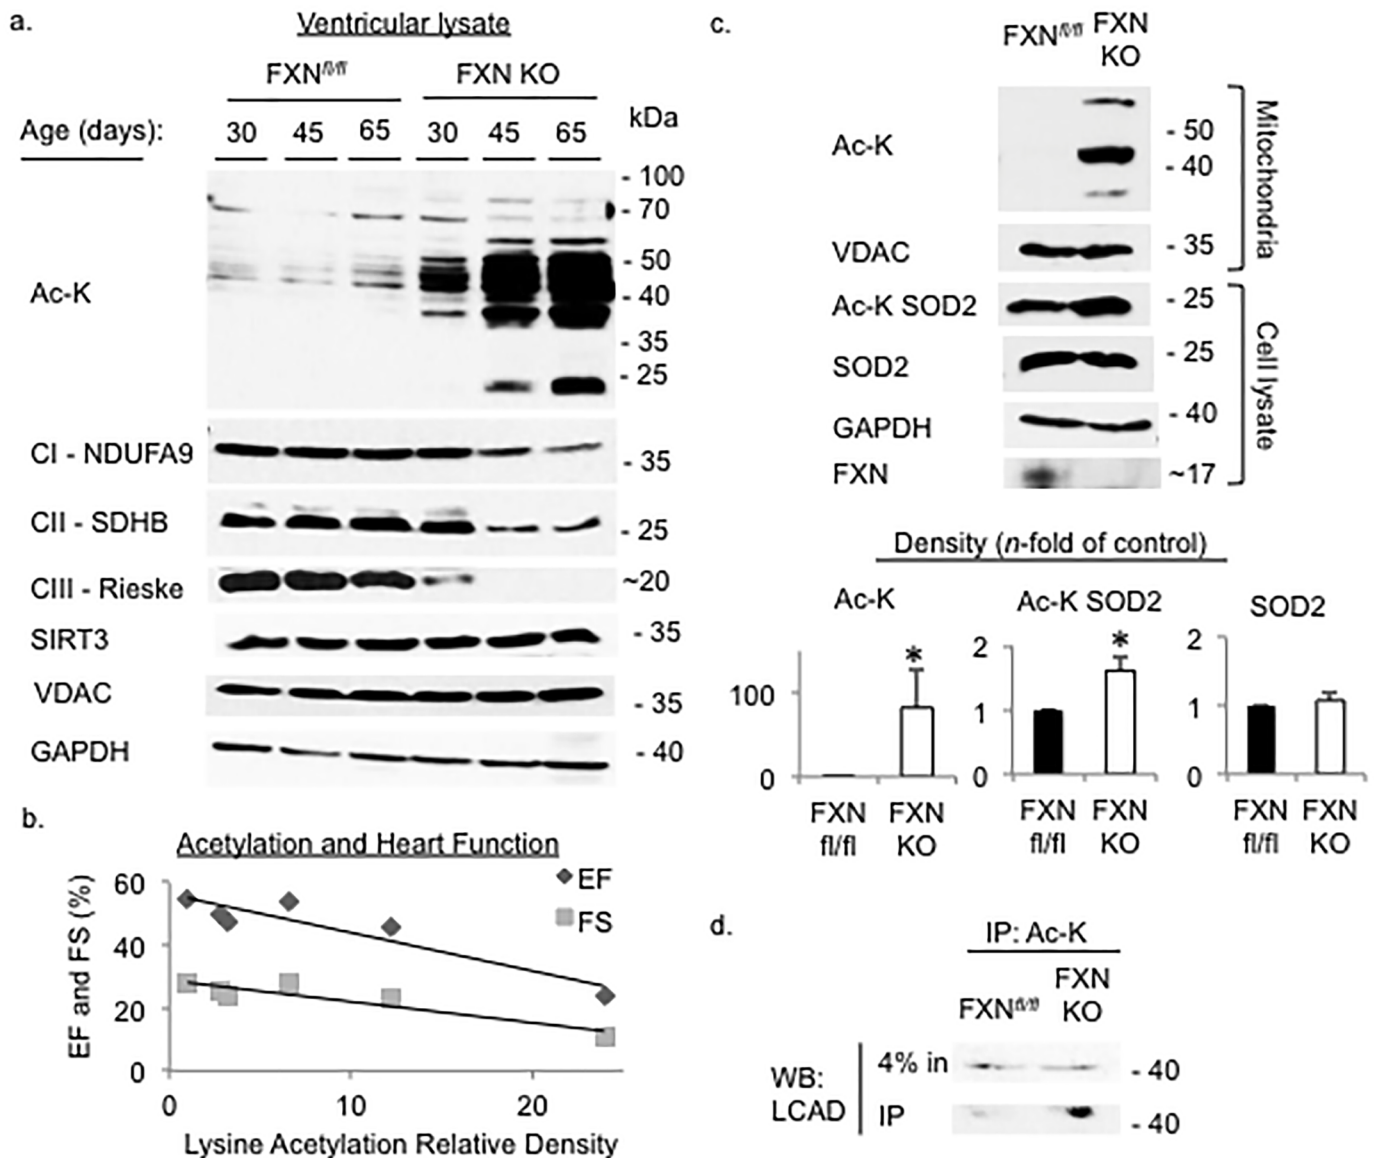 a.
Ventricular lysate
FXNfl/fl FXN KO
Age (days): 30 45 65 30 45 65 kDa
- 100
- 70
Ac-K
- 50
- 40
- 35
- 25
CI - NDUFA9 - 35
CII - SDHB - 25
CIII - Rieske ~20
SIRT3 - 35
VDAC - 35
GAPDH - 40
b.
Acetylation and Heart Function
EF and FS (%)
60
40
20
0
EF
FS
0 10 20
Lysine Acetylation Relative Density
c.
FXNfl/fl FXN
KO
Ac-K - 50
- 40
VDAC - 35
Mitochondria
Ac-K SOD2 - 25
SOD2 - 25
GAPDH - 40
FXN ~17
Cell lysate
Density (n-fold of control)
Ac-K
100
0
*
FXN FXN
fl/fl KO
Ac-K SOD2
2
1
0
*
FXN FXN
fl/fl KO
SOD2
2
1
0
FXN FXN
fl/fl KO
d.
IP: Ac-K
FXNfl/fl FXN
KO
WB:
LCAD
4% in - 40
IP - 40